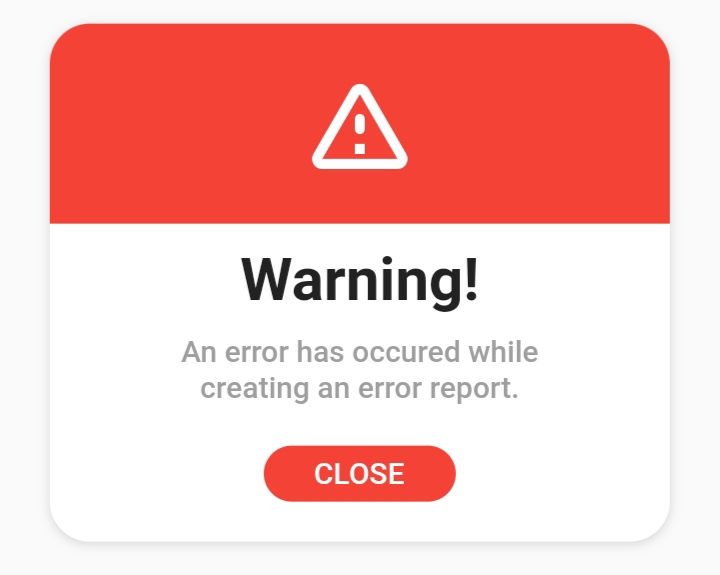 Warning!
An error has occured while
creating an error report.
CLOSE